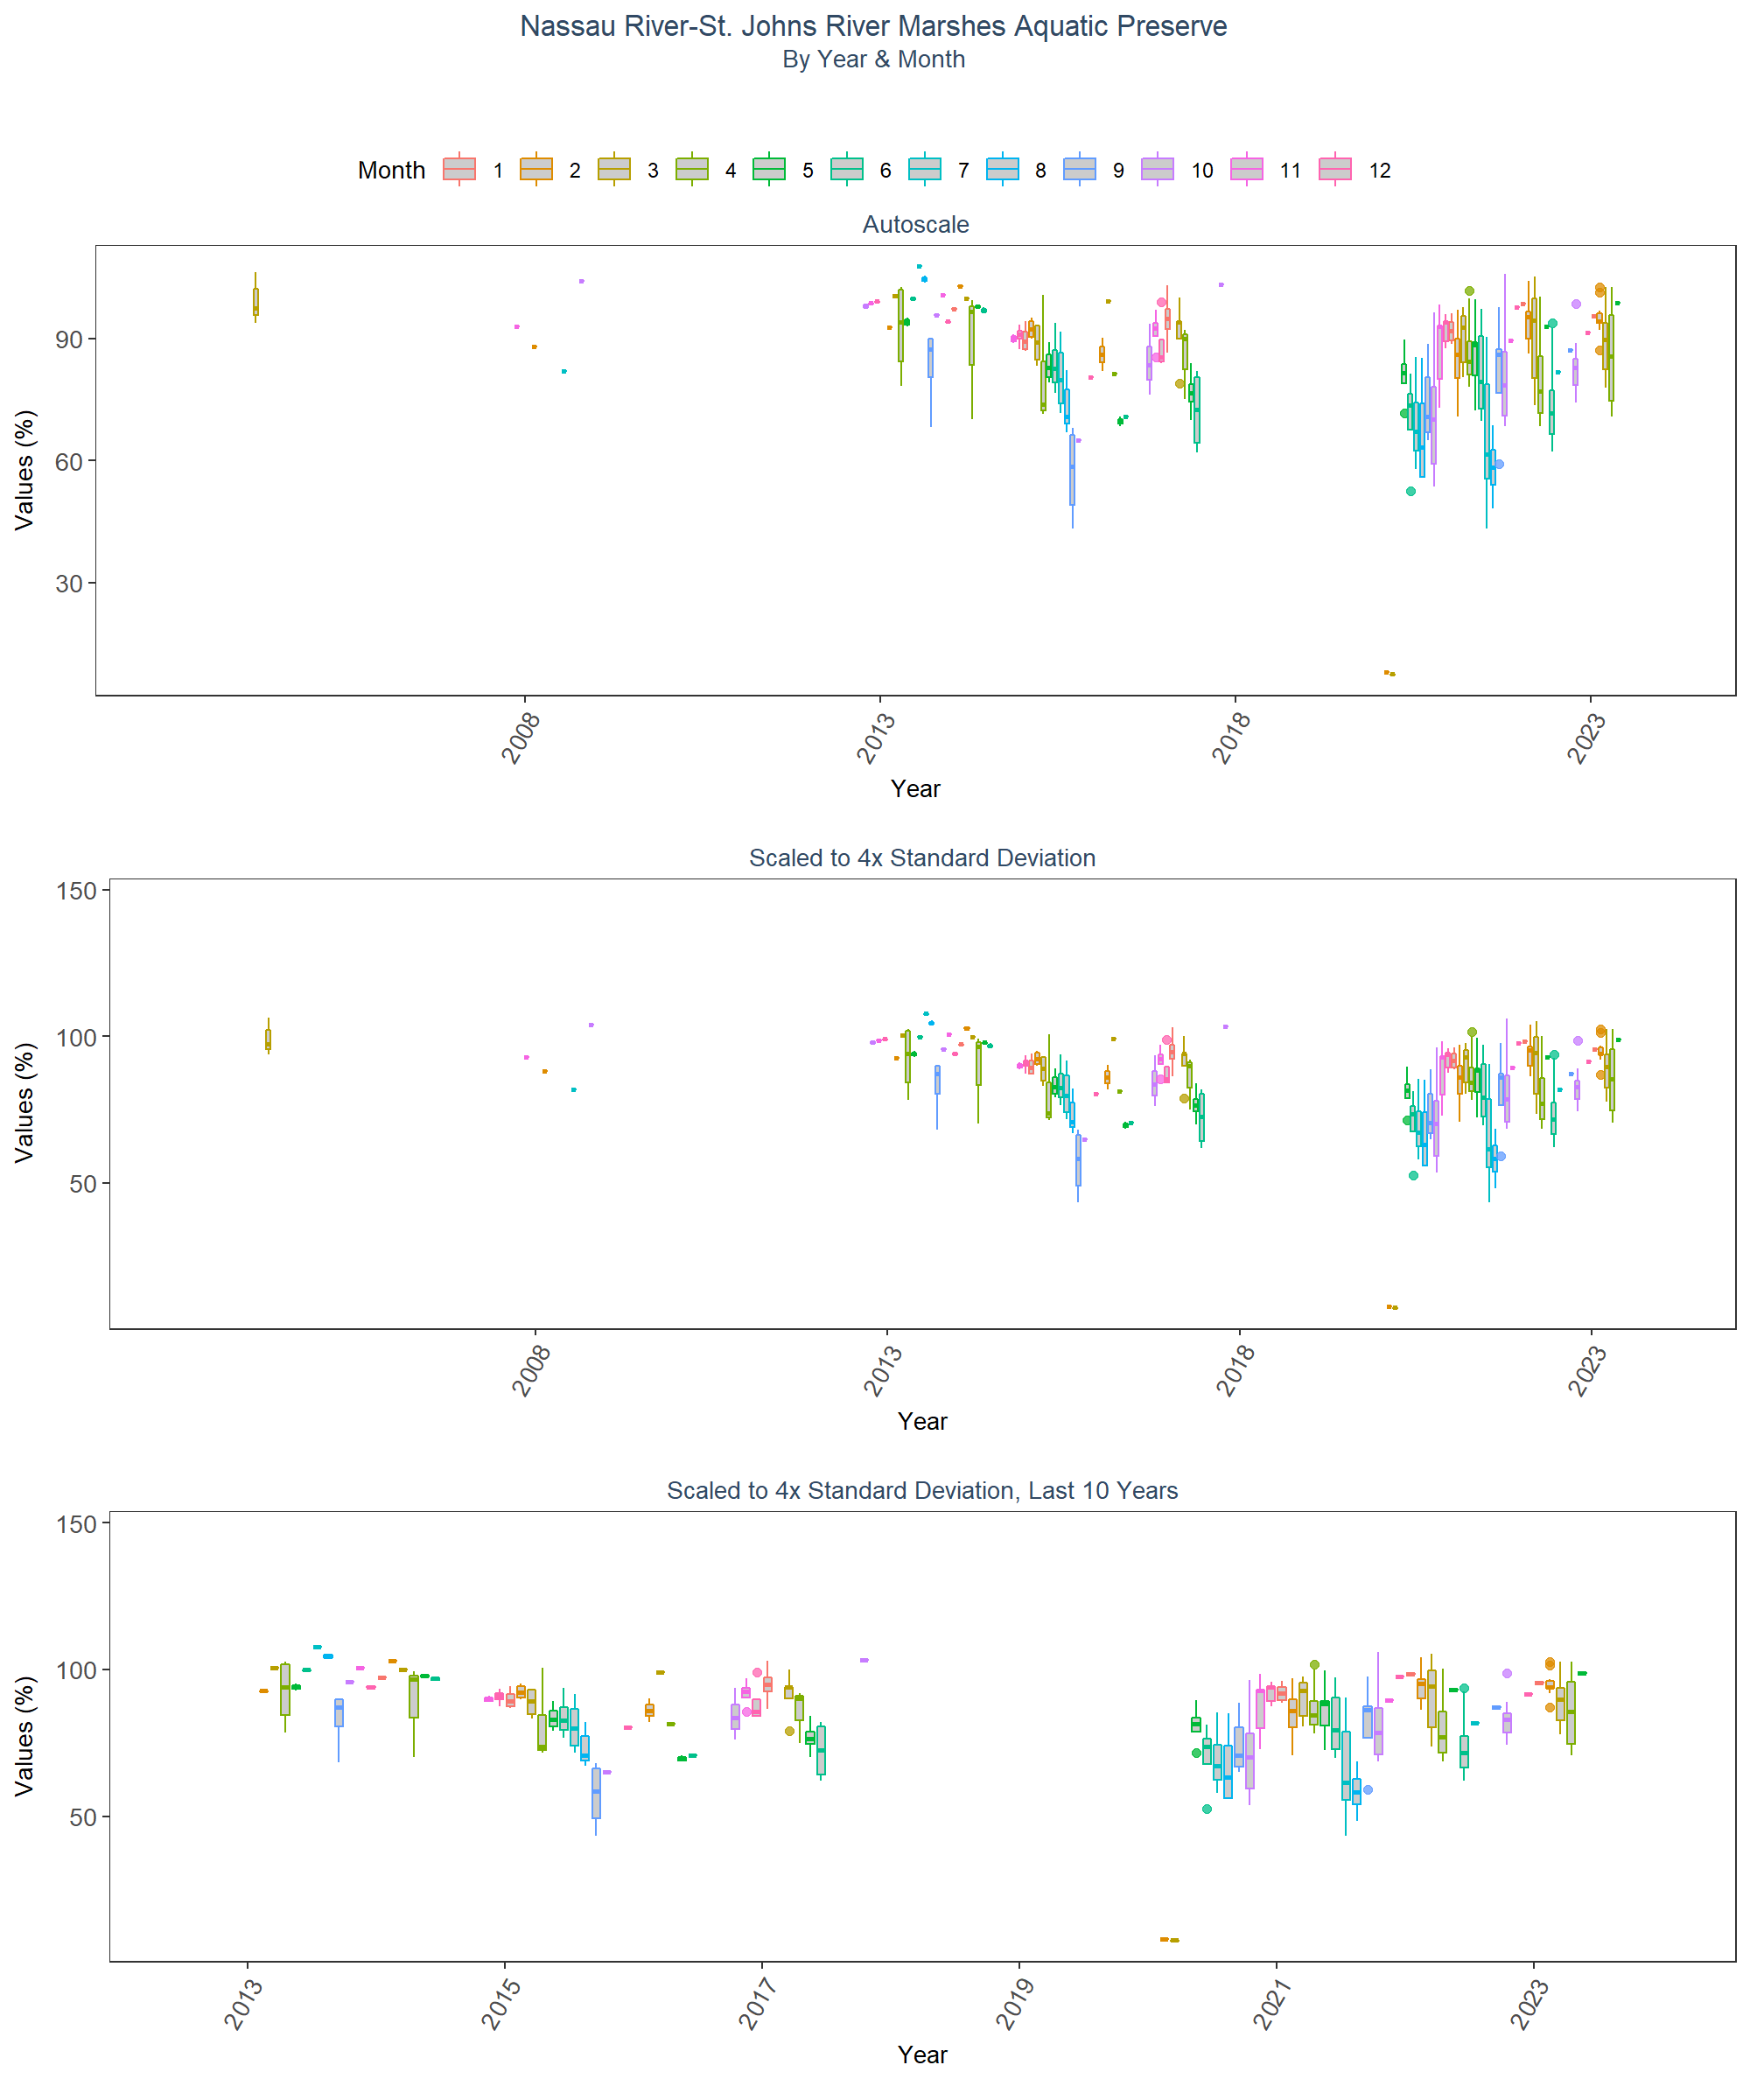 Nassau River-St. Johns River Marshes Aquatic Preserve
By Year & Month
Month 1 2 3 4 5 6 7 8 9 10 11 12
Autoscale
Values (%)
90
60
30
2008 2013 2018 2023
Year
Scaled to 4x Standard Deviation
Values (%)
150
100
50
2008 2013 2018 2023
Year
Scaled to 4x Standard Deviation, Last 10 Years
Values (%)
150
100
50
2013 2015 2017 2019 2021 2023
Year